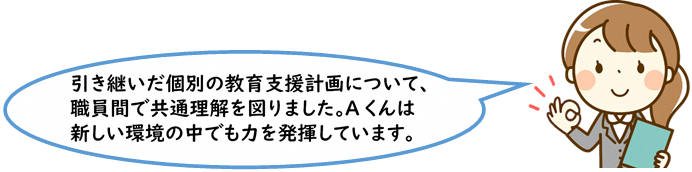 引き継いだ個別の教育支援計画について、
職員間で共通理解を図りました。Aくんは
新しい環境の中でも力を発揮しています。